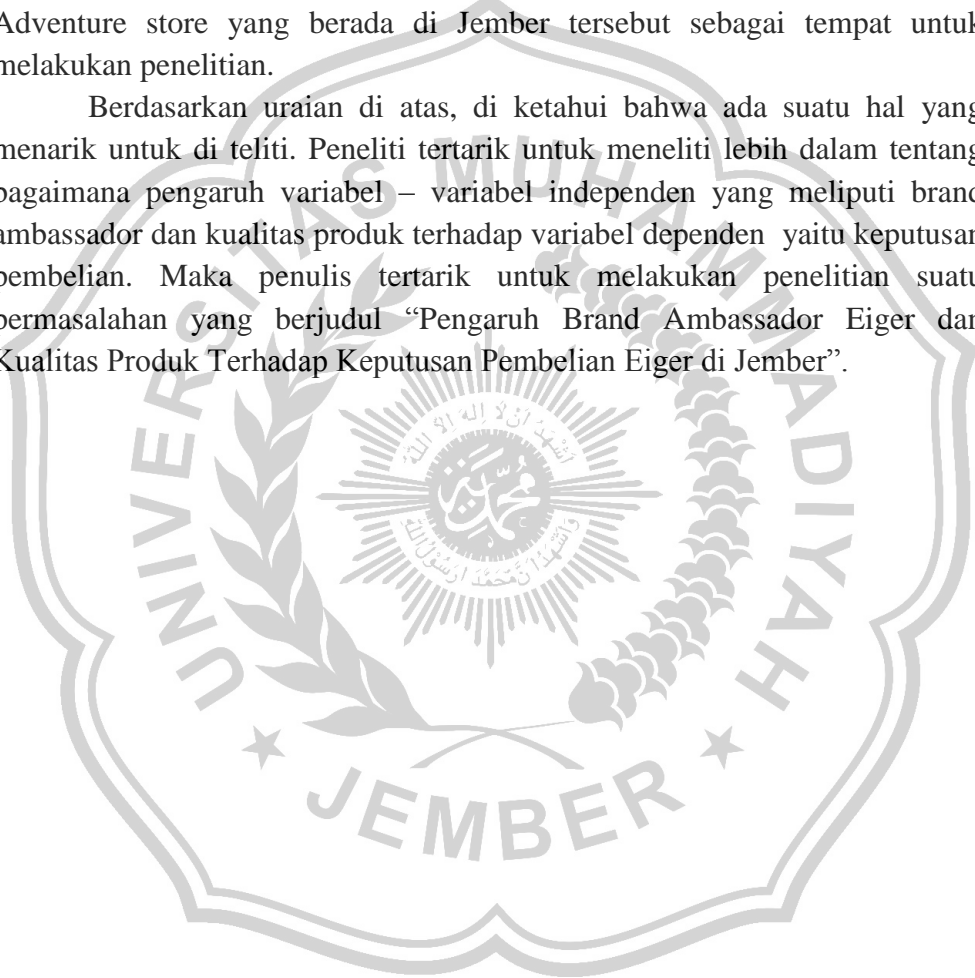 Adventure store yang berada di Jember tersebut sebagai tempat untuk
melakukan penelitian.
Berdasarkan uraian di atas, di ketahui bahwa ada suatu hal yang
menarik untuk di teliti. Peneliti tertarik untuk meneliti lebih dalam tentang
bagaimana pengaruh variabel – variabel independen yang meliputi brand
ambassador dan kualitas produk terhadap variabel dependen yaitu keputusan
pembelian. Maka penulis tertarik untuk melakukan penelitian suatu
permasalahan yang berjudul “Pengaruh Brand Ambassador Eiger dan
Kualitas Produk Terhadap Keputusan Pembelian Eiger di Jember”.
UNIVERSITAS MUHAMMADIYAH
JEMBER